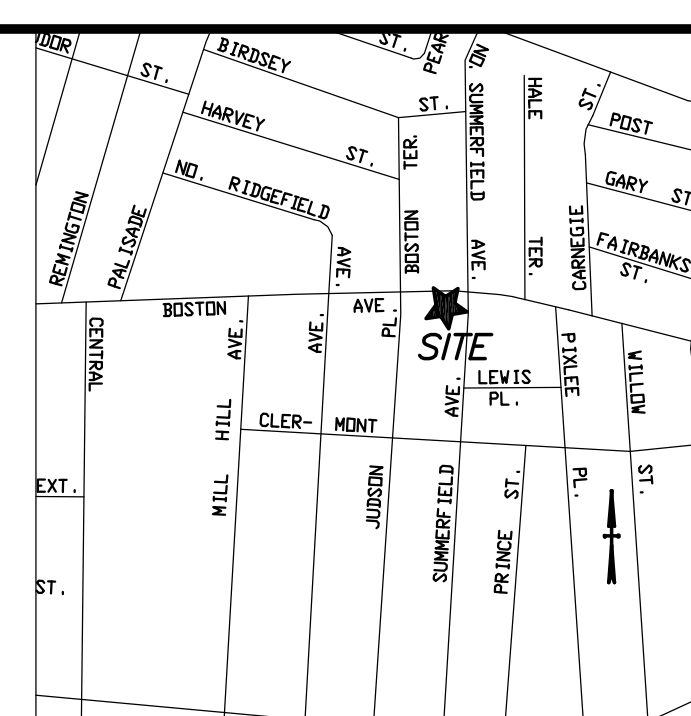 ST.
BIRDSEY
ST.
HARVEY
ST.
NO. RIDGEFIELD
AVE.
REMINGTON
PALISADE
ST.
BOSTON TER.
NO. SUMMERFIELD AVE.
HALE TER.
CARNEGIE ST.
POST
GARY ST
FAIRBANKS
ST.
BOSTON AVE.
SITE
CENTRAL
MILL HILL AVE.
AVE.
JUDSON PL.
SUMMERFIELD AVE.
LEWIS
PL.
PIXLEE PL.
WILLOW ST.
CLER- MONT
PRINCE ST.
EXT.
ST.